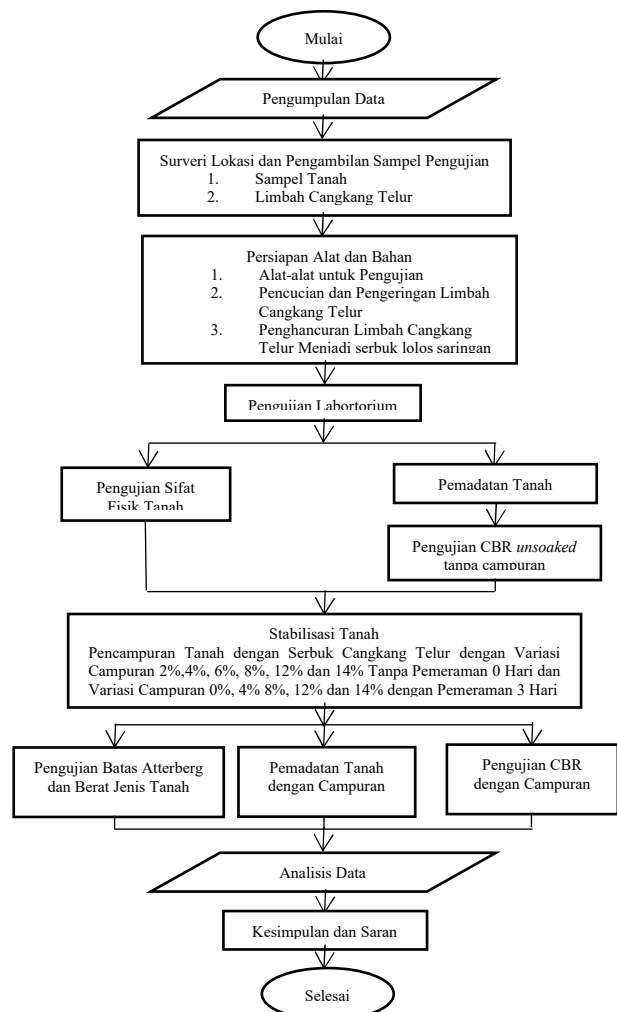 Mulai
Pengumpulan Data
Surveri Lokasi dan Pengambilan Sampel Pengujian
1. Sampel Tanah
2. Limbah Cangkang Telur
Persiapan Alat dan Bahan
1. Alat-alat untuk Pengujian
2. Pencucian dan Pengeringan Limbah
Cangkang Telur
3. Penghancuran Limbah Cangkang
Telur Menjadi serbuk lolos saringan
Pengujian Labortorium
Pengujian Sifat
Fisik Tanah
Pemadatan Tanah
Pengujian CBR unsoaked
tanpa campuran
Stabilisasi Tanah
Pencampuran Tanah dengan Serbuk Cangkang Telur dengan Variasi
Campuran 2%,4%, 6%, 8%, 12% dan 14% Tanpa Pemeraman 0 Hari dan
Variasi Campuran 0%, 4% 8%, 12% dan 14% dengan Pemeraman 3 Hari
Pengujian Batas Atterberg
dan Berat Jenis Tanah
Pemadatan Tanah
dengan Campuran
Pengujian CBR
dengan Campuran
Analisis Data
Kesimpulan dan Saran
Selesai